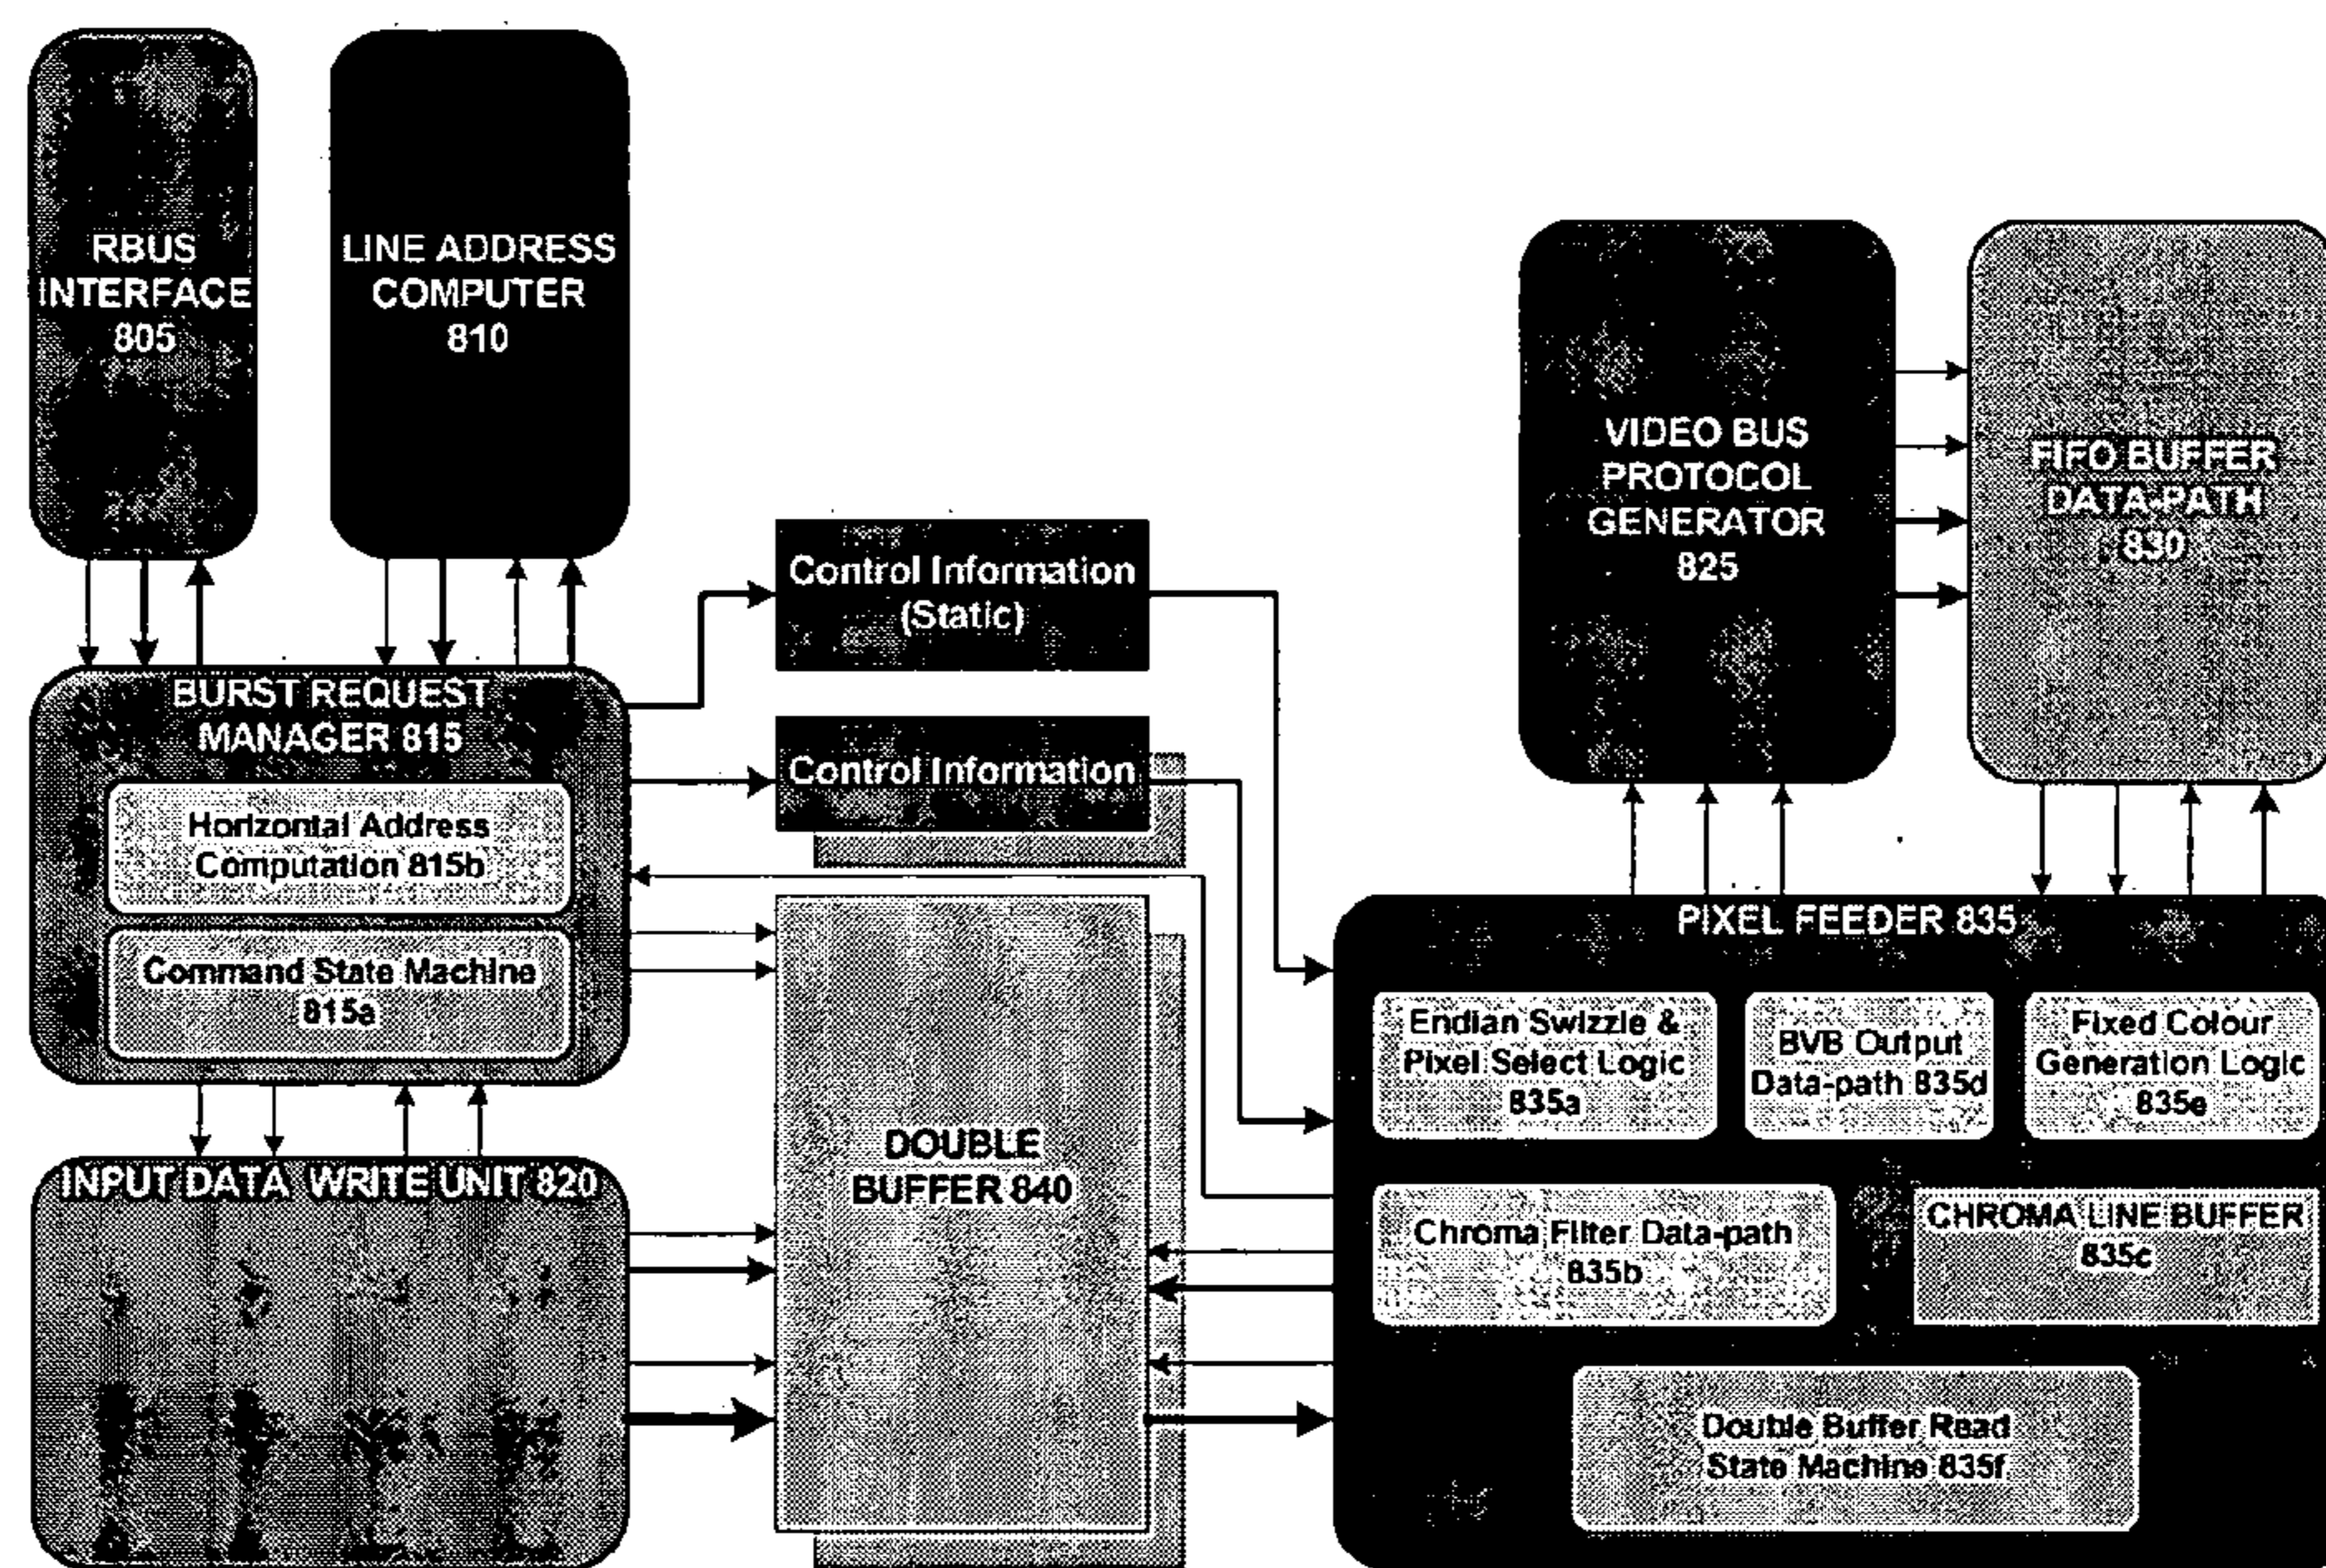 RBUS
INTERFACE
805
LINE ADDRESS
COMPUTER
810
VIDEO BUS
PROTOCOL
GENERATOR
825
FIFO BUFFER
DATA-PATH
830
Control Information
(Static)
BURST REQUEST
MANAGER 815
Control Information
Horizontal Address
Computation 815b
Command State Machine
815a
PIXEL FEEDER 835
Endian Swizzle &
Pixel Select Logic
835a
BVB Output
Data-path 835d
Fixed Colour
Generation Logic
835e
DOUBLE
BUFFER 840
INPUT DATA WRITE UNIT 820
Chroma Filter Data-path
835b
CHROMA LINE BUFFER
835c
Double Buffer Read
State Machine 835f